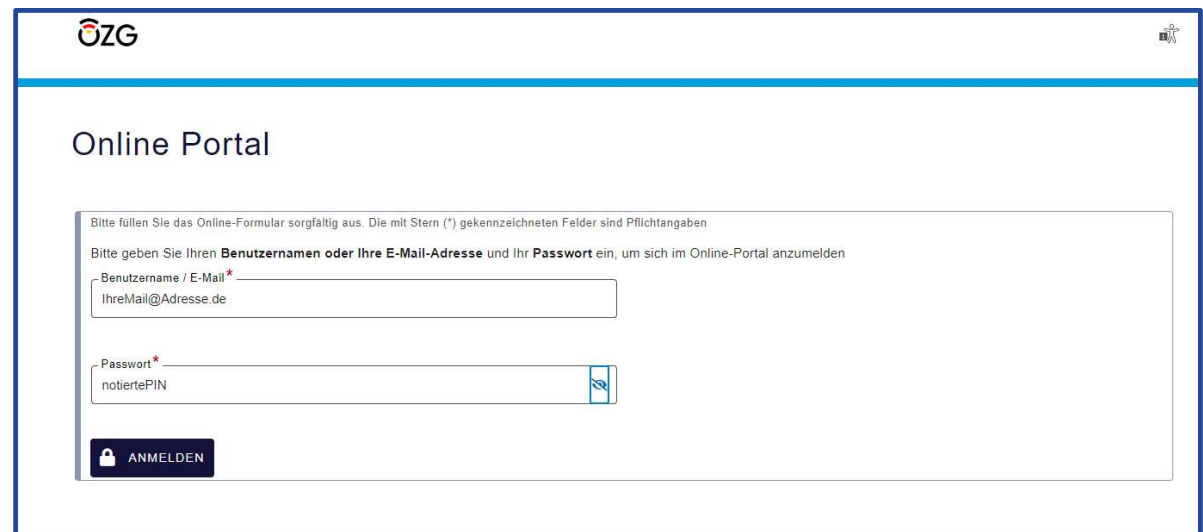 ÖZG
Online Portal
Bitte füllen Sie das Online-Formular sorgfältig aus. Die mit Stern (*) gekennzeichneten Felder sind Pflichtangaben
Bitte geben Sie Ihren Benutzernamen oder Ihre E-Mail-Adresse und Ihr Passwort ein, um sich im Online-Portal anzumelden
Benutzername / E-Mail*
IhreMail@Adresse.de
Passwort*
notiertePIN
ANMELDEN